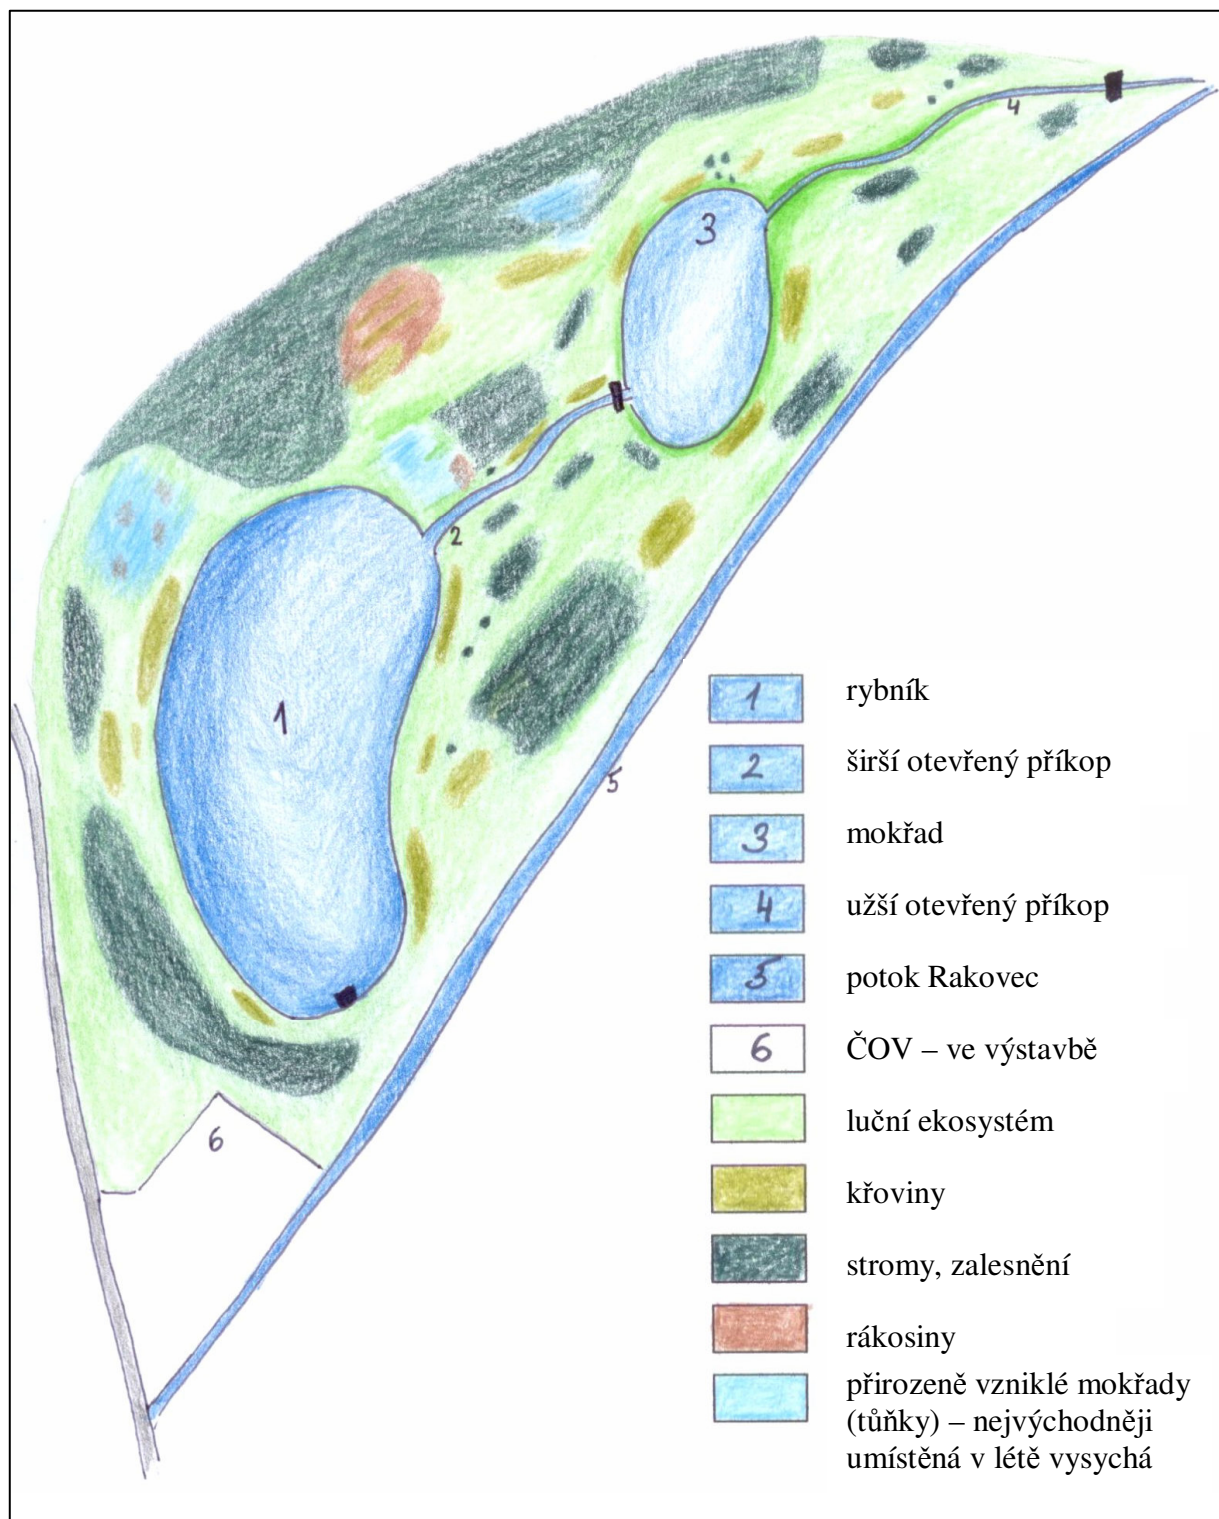 4
3
2
1
5
6
1 rybník
2 širší otevřený příkop
3 mokřad
4 užší otevřený příkop
5 potok Rakovec
6 ČOV – ve výstavbě
luční ekosystém
křoviny
stromy, zalesnění
rákosiny
přirozeně vzniklé mokřady
(tůňky) – nejvýchodněji
umístěná v létě vysychá